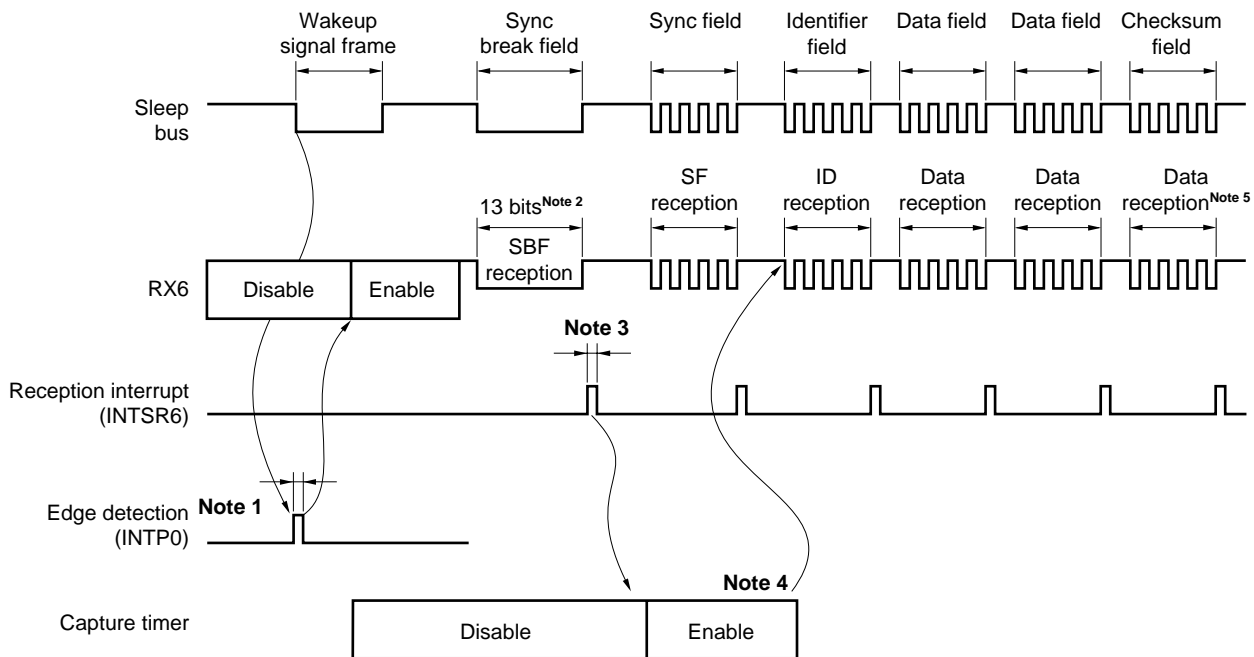 Wakeup
signal frame
Sync
break field
Sync field
Identifier
field
Data field
Data field
Checksum
field
Sleep
bus
13 bitsNote 2
SBF
reception
SF
reception
ID
reception
Data
reception
Data
reception
Data
receptionNote 5
RX6
Disable
Enable
Note 3
Reception interrupt
(INTSR6)
Note 1
Edge detection
(INTP0)
Note 4
Capture timer
Disable
Enable